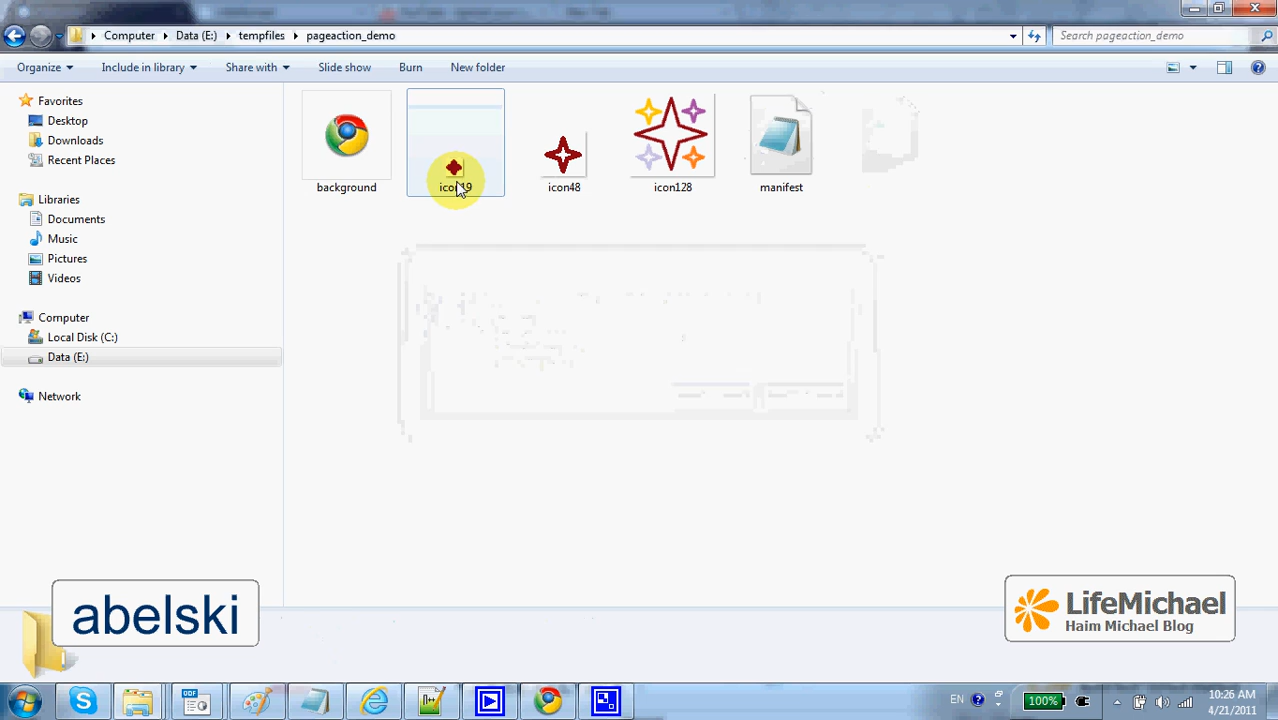 Computer Data (E:) tempfiles pageaction_demo
Search pageaction_demo
Organize Include in library Share with Slide show Burn New folder
Favorites
Desktop
Downloads
Recent Places
Libraries
Documents
Music
Pictures
Videos
Computer
Local Disk (C:)
Data (E:)
Network
background icon19 icon48 icon128 manifest
abelski
LifeMichael
Haim Michael Blog
EN 100% 10:26 AM
4/21/2011